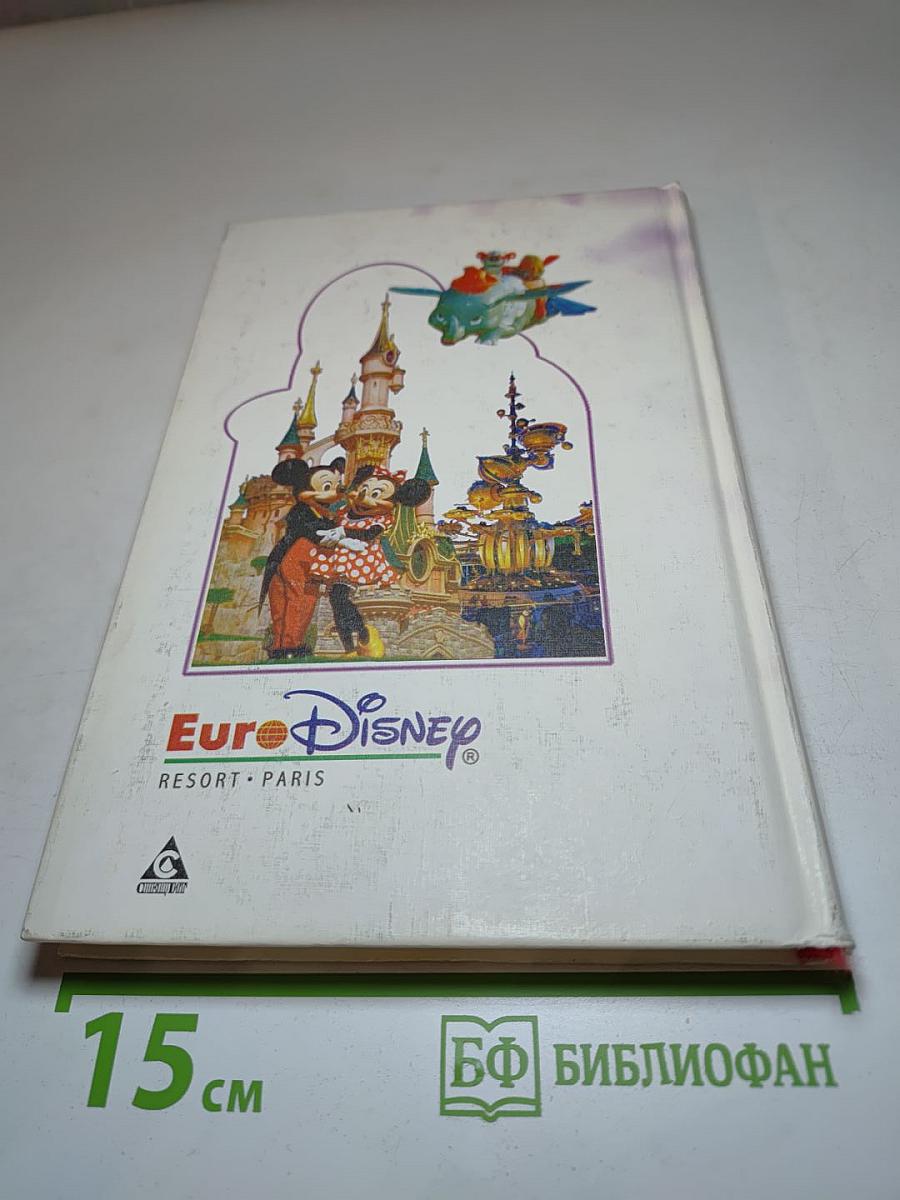 EuroDisney®
RESORT • PARIS
С
15 см
БФ
БИБЛИОФАН